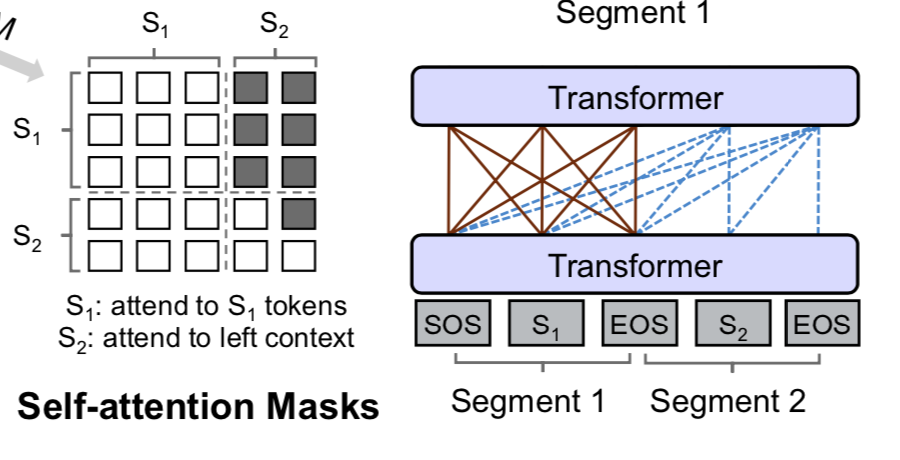 S₁ S₂
S₁
S₂
S₁: attend to S₁ tokens
S₂: attend to left context
Self-attention Masks
Segment 1
Transformer
Transformer
SOS S₁ EOS S₂ EOS
Segment 1 Segment 2